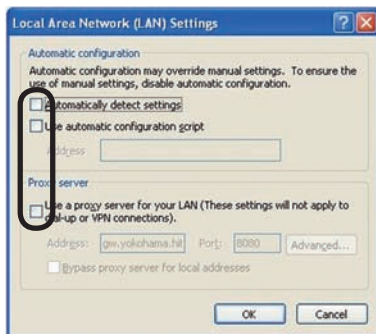 Local Area Network (LAN) Settings
Automatic configuration
Automatic configuration may override manual settings. To ensure the
use of manual settings, disable automatic configuration.
Automatically detect settings
Use automatic configuration script
Address
Proxy server
Use a proxy server for your LAN (These settings will not apply to
dial-up or VPN connections).
Address: gw.yokohama.hit Port: 8080 Advanced...
Bypass proxy server for local addresses
OK Cancel